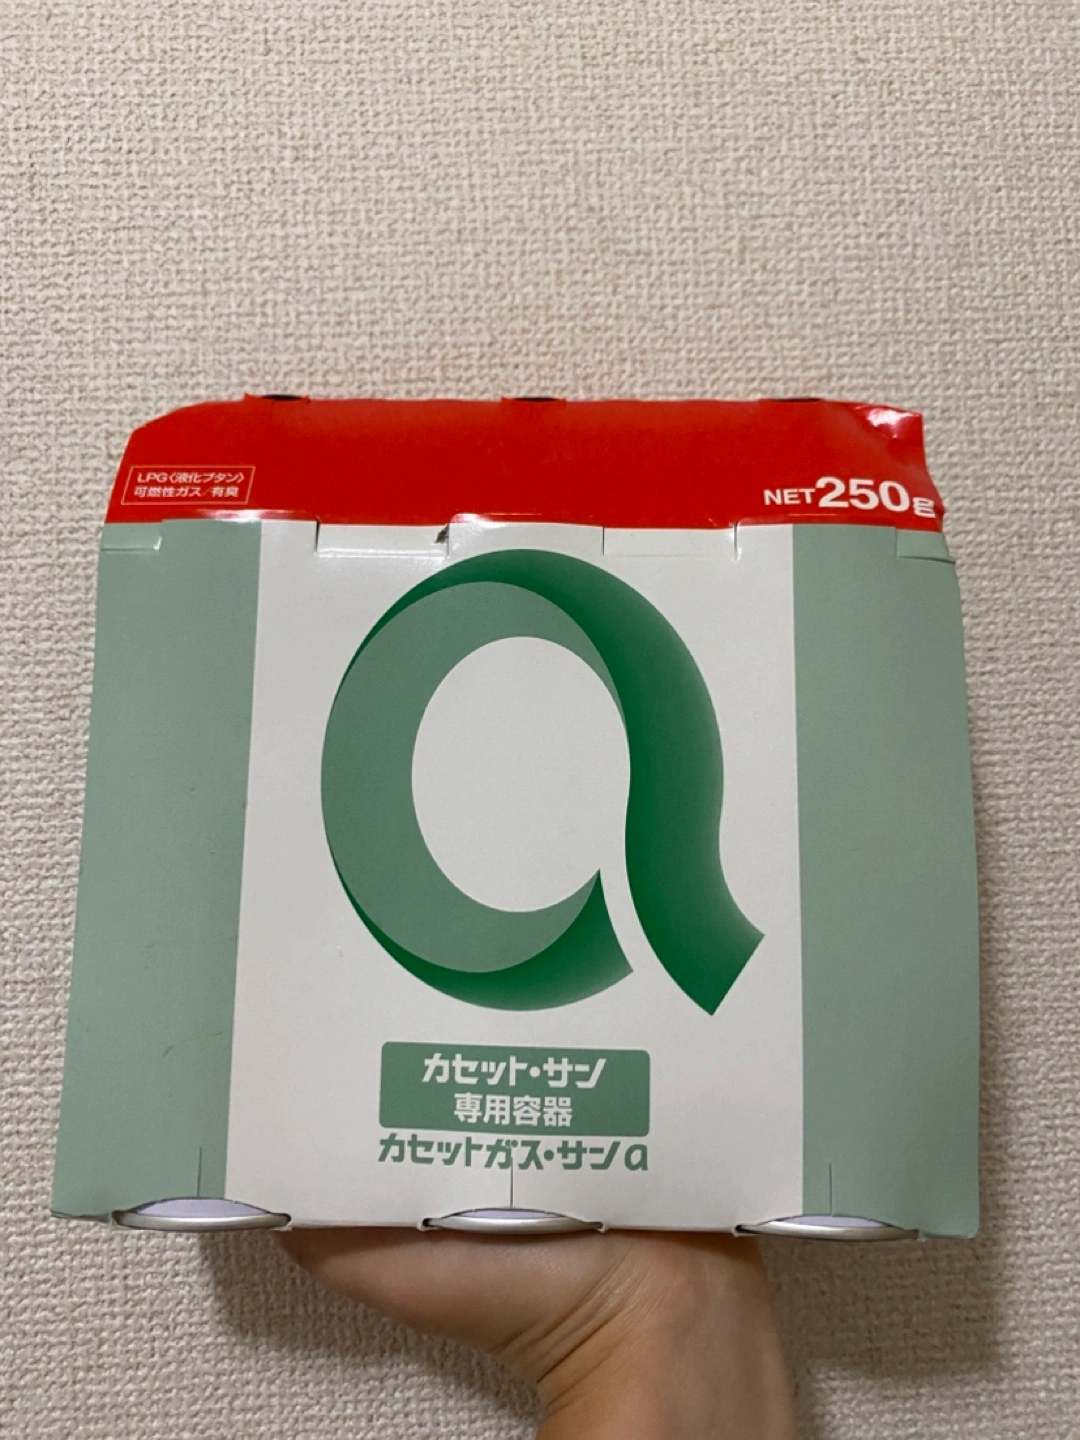 LPG〈液化ブタン〉
可燃性ガス/有臭
NET250g
a
カセット・サン
専用容器
カセットガス・サンa